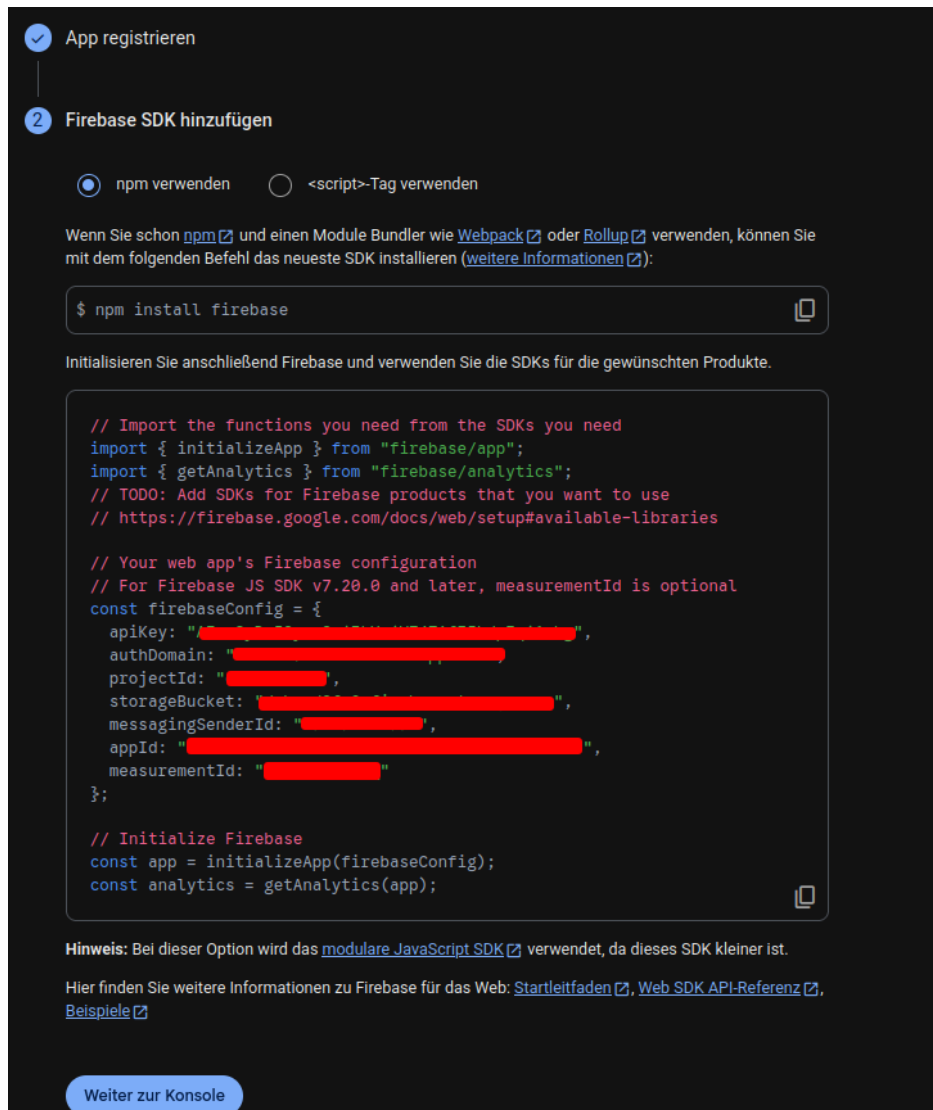 App registrieren
2 Firebase SDK hinzufügen
npm verwenden <script>-Tag verwenden
Wenn Sie schon npm und einen Module Bundler wie Webpack oder Rollup verwenden, können Sie
mit dem folgenden Befehl das neueste SDK installieren (weitere Informationen):
$ npm install firebase
Initialisieren Sie anschließend Firebase und verwenden Sie die SDKs für die gewünschten Produkte.
// Import the functions you need from the SDKs you need
import { initializeApp } from "firebase/app";
import { getAnalytics } from "firebase/analytics";
// TODO: Add SDKs for Firebase products that you want to use
// https://firebase.google.com/docs/web/setup#available-libraries
// Your web app's Firebase configuration
// For Firebase JS SDK v7.20.0 and later, measurementId is optional
const firebaseConfig = {
apiKey: "",
authDomain: "
projectId: "",
storageBucket: "",
messagingSenderId: "",
appId: "",
measurementId: ""
};
// Initialize Firebase
const app = initializeApp(firebaseConfig);
const analytics = getAnalytics(app);
Hinweis: Bei dieser Option wird das modulare JavaScript SDK verwendet, da dieses SDK kleiner ist.
Hier finden Sie weitere Informationen zu Firebase für das Web: Startleitfaden, Web SDK API-Referenz,
Beispiele
Weiter zur Konsole